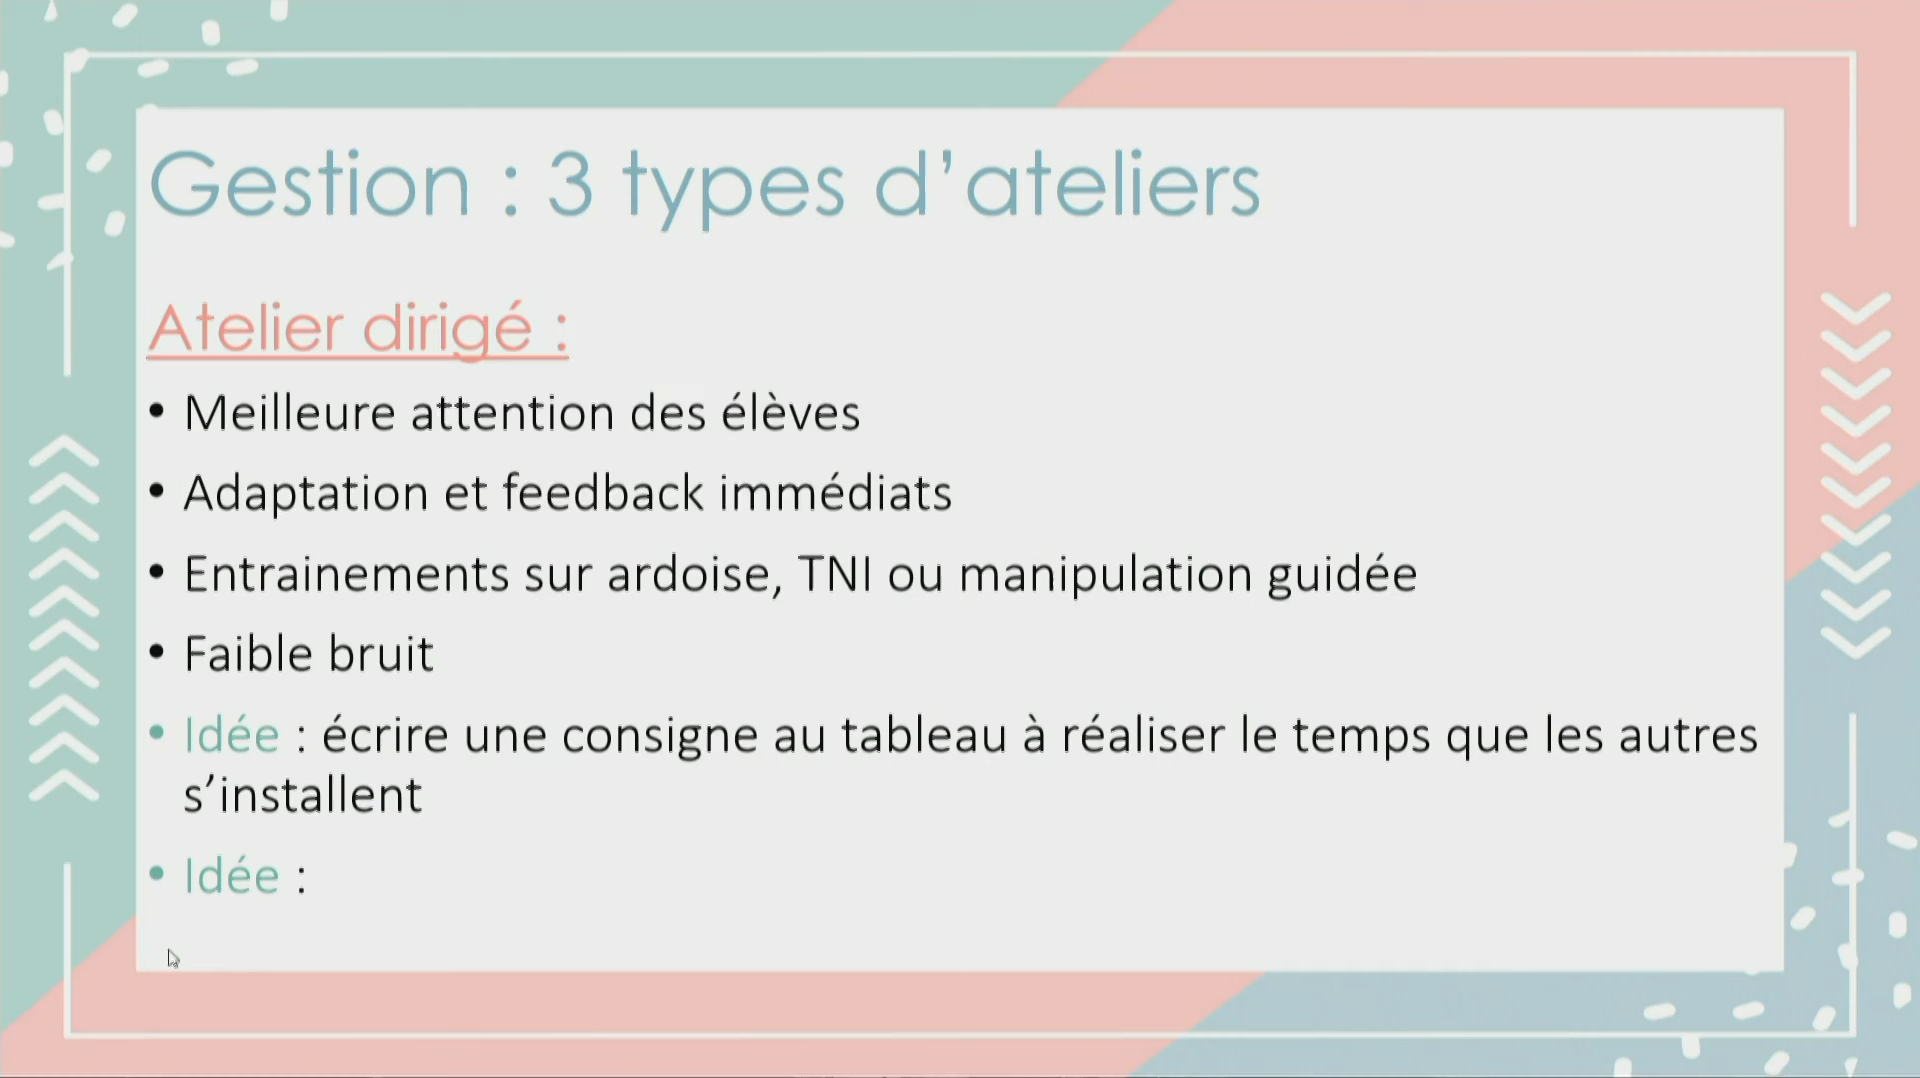 Gestion : 3 types d’ateliers
Atelier dirigé :
• Meilleure attention des élèves
• Adaptation et feedback immédiats
• Entrainements sur ardoise, TNI ou manipulation guidée
• Faible bruit
• Idée : écrire une consigne au tableau à réaliser le temps que les autres
s’installent
• Idée :